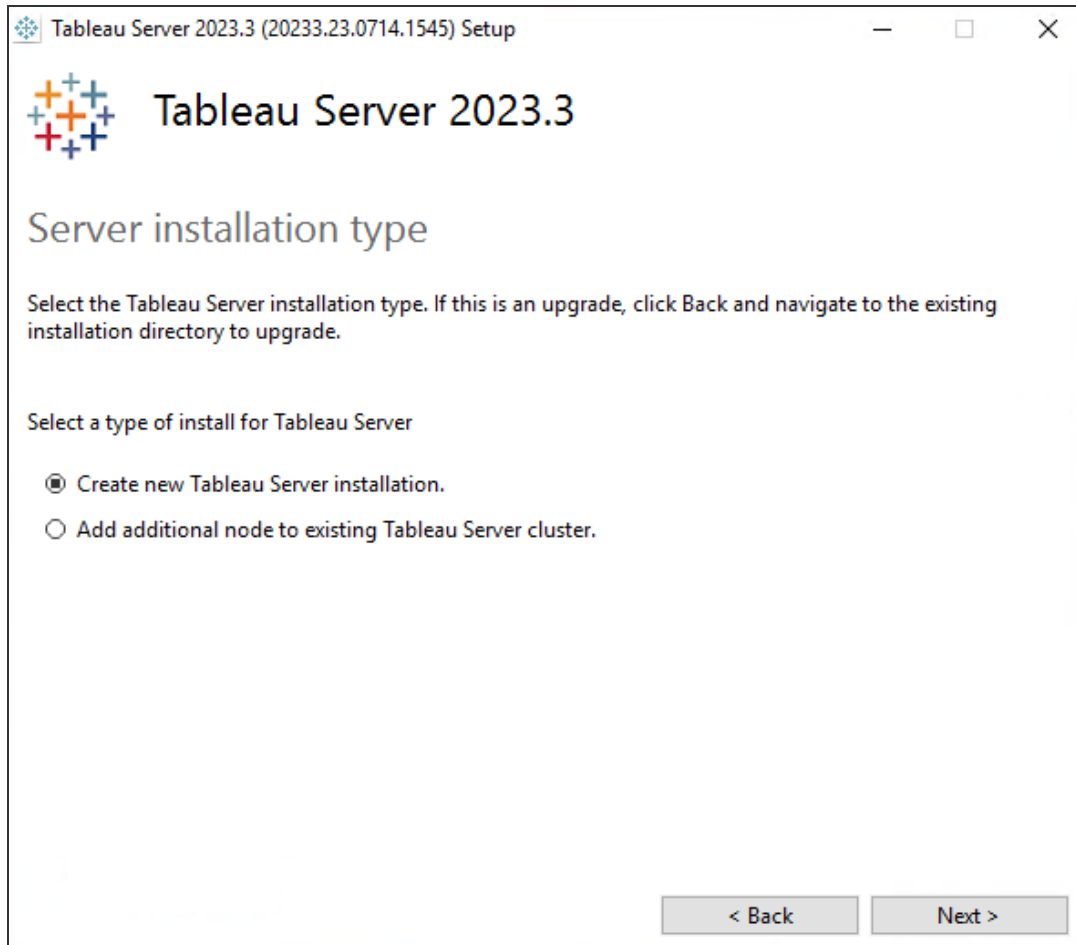 Tableau Server 2023.3 (20233.23.0714.1545) Setup
Tableau Server 2023.3
Server installation type
Select the Tableau Server installation type. If this is an upgrade, click Back and navigate to the existing
installation directory to upgrade.
Select a type of install for Tableau Server
Create new Tableau Server installation.
Add additional node to existing Tableau Server cluster.
< Back
Next >